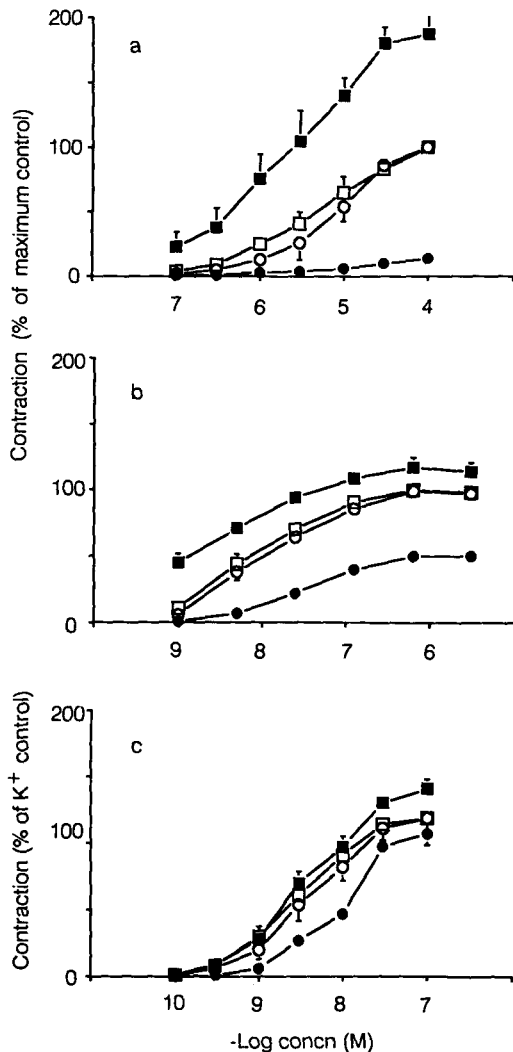 200
a
100
0
7 6 5 4
Contraction (% of maximum control)
200
b
100
0
9 8 7 6
200
c
100
0
10 9 8 7
Contraction (% of K+ control)
-Log concn (M)